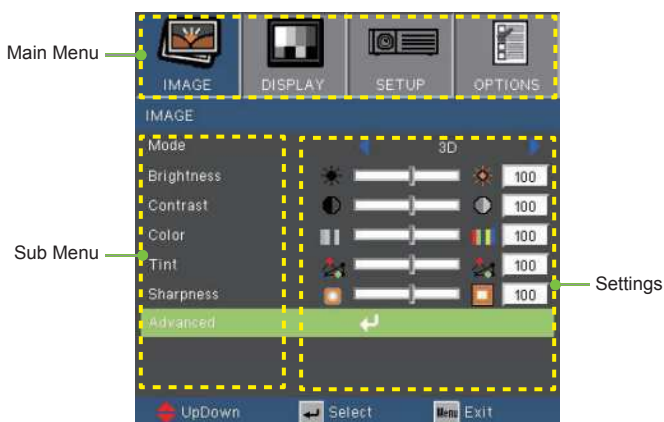 Main Menu
IMAGE DISPLAY SETUP OPTIONS
IMAGE
Mode 3D
Brightness 100
Contrast 100
Color 100
Sub Menu
Tint 100
Settings
Sharpness 100
Advanced
UpDown Select Menu Exit